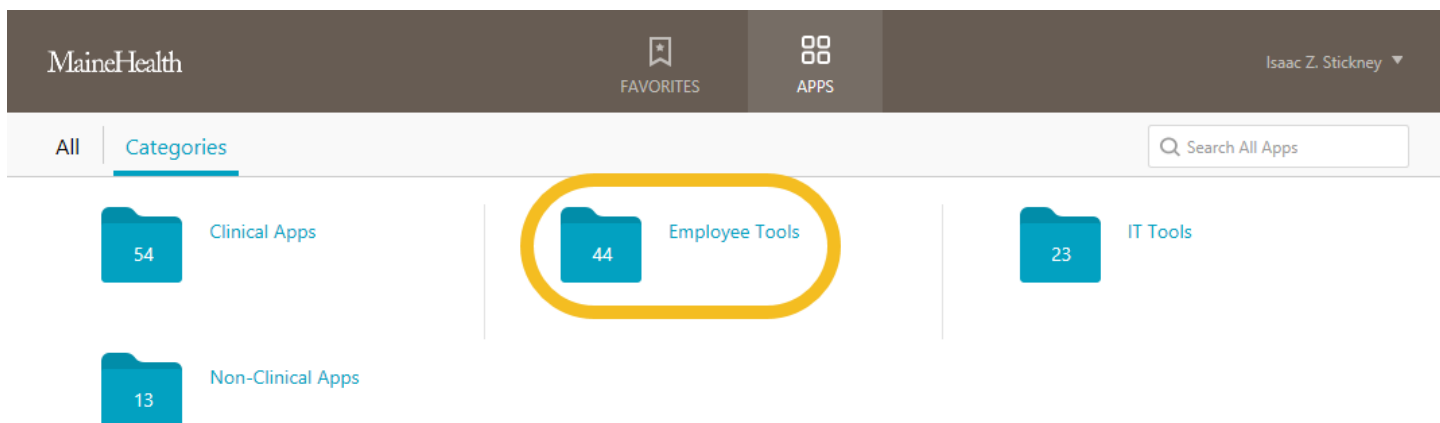 MaineHealth
FAVORITES
APPS
Isaac Z. Stickney
All
Categories
Search All Apps
54
Clinical Apps
44
Employee Tools
23
IT Tools
13
Non-Clinical Apps